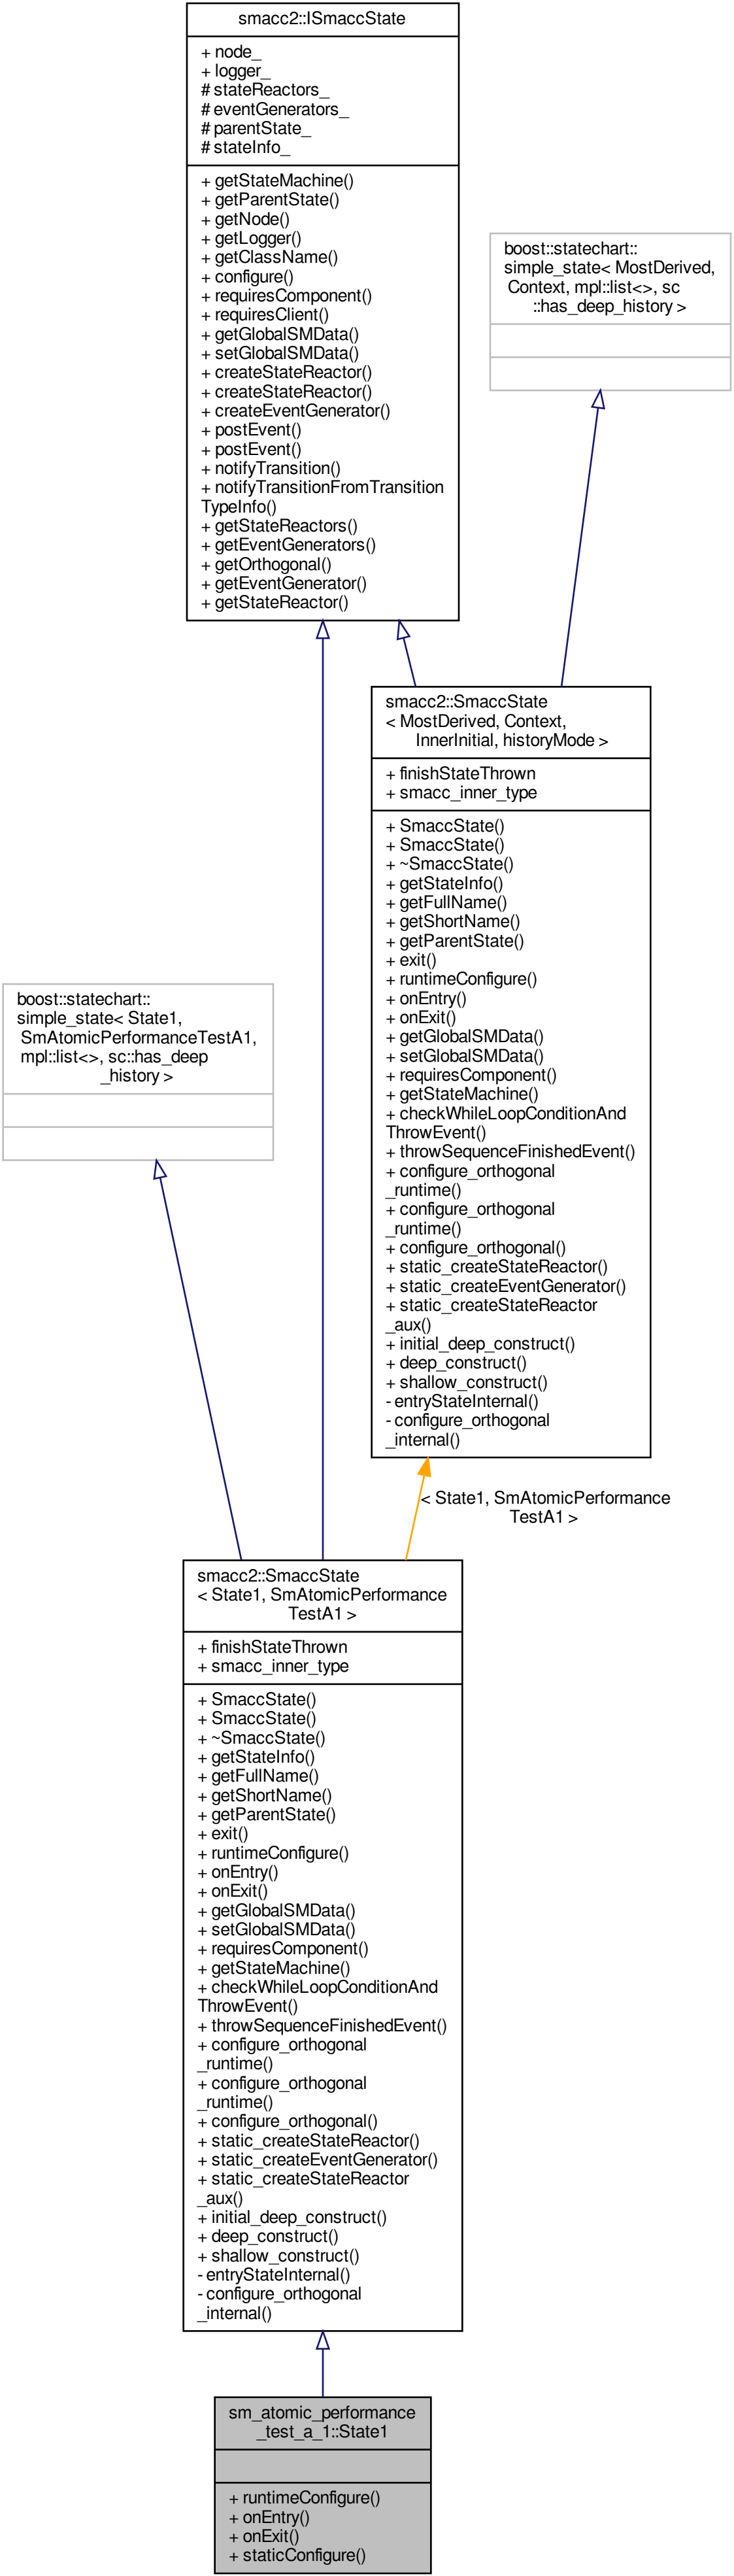 smacc2::ISmaccState
+ node_
+ logger_
# stateReactors_
# eventGenerators_
# parentState_
# stateInfo_
+ getStateMachine()
+ getParentState()
+ getNode()
+ getLogger()
+ getClassName()
+ configure()
+ requiresComponent()
+ requiresClient()
+ getGlobalSMData()
+ setGlobalSMData()
+ createStateReactor()
+ createStateReactor()
+ createEventGenerator()
+ postEvent()
+ postEvent()
+ notifyTransition()
+ notifyTransitionFromTransition
TypeInfo()
+ getStateReactors()
+ getEventGenerators()
+ getOrthogonal()
+ getEventGenerator()
+ getStateReactor()
boost::statechart::
simple_state< MostDerived,
Context, mpl::list<>, sc
::has_deep_history >
smacc2::SmaccState
< MostDerived, Context,
InnerInitial, historyMode >
+ finishStateThrown
+ smacc_inner_type
+ SmaccState()
+ SmaccState()
+ ~SmaccState()
+ getStateInfo()
+ getFullName()
+ getShortName()
+ getParentState()
+ exit()
+ runtimeConfigure()
+ onEntry()
+ onExit()
+ getGlobalSMData()
+ setGlobalSMData()
+ requiresComponent()
+ getStateMachine()
+ checkWhileLoopConditionAnd
ThrowEvent()
+ throwSequenceFinishedEvent()
+ configure_orthogonal
_runtime()
+ configure_orthogonal
_runtime()
+ configure_orthogonal()
+ static_createStateReactor()
+ static_createEventGenerator()
+ static_createStateReactor
_aux()
+ initial_deep_construct()
+ deep_construct()
+ shallow_construct()
- entryStateInternal()
- configure_orthogonal
_internal()
boost::statechart::
simple_state< State1,
SmAtomicPerformanceTestA1,
mpl::list<>, sc::has_deep
_history >
< State1, SmAtomicPerformance
TestA1 >
smacc2::SmaccState
< State1, SmAtomicPerformance
TestA1 >
+ finishStateThrown
+ smacc_inner_type
+ SmaccState()
+ SmaccState()
+ ~SmaccState()
+ getStateInfo()
+ getFullName()
+ getShortName()
+ getParentState()
+ exit()
+ runtimeConfigure()
+ onEntry()
+ onExit()
+ getGlobalSMData()
+ setGlobalSMData()
+ requiresComponent()
+ getStateMachine()
+ checkWhileLoopConditionAnd
ThrowEvent()
+ throwSequenceFinishedEvent()
+ configure_orthogonal
_runtime()
+ configure_orthogonal
_runtime()
+ configure_orthogonal()
+ static_createStateReactor()
+ static_createEventGenerator()
+ static_createStateReactor
_aux()
+ initial_deep_construct()
+ deep_construct()
+ shallow_construct()
- entryStateInternal()
- configure_orthogonal
_internal()
sm_atomic_performance
_test_a_1::State1
+ runtimeConfigure()
+ onEntry()
+ onExit()
+ staticConfigure()